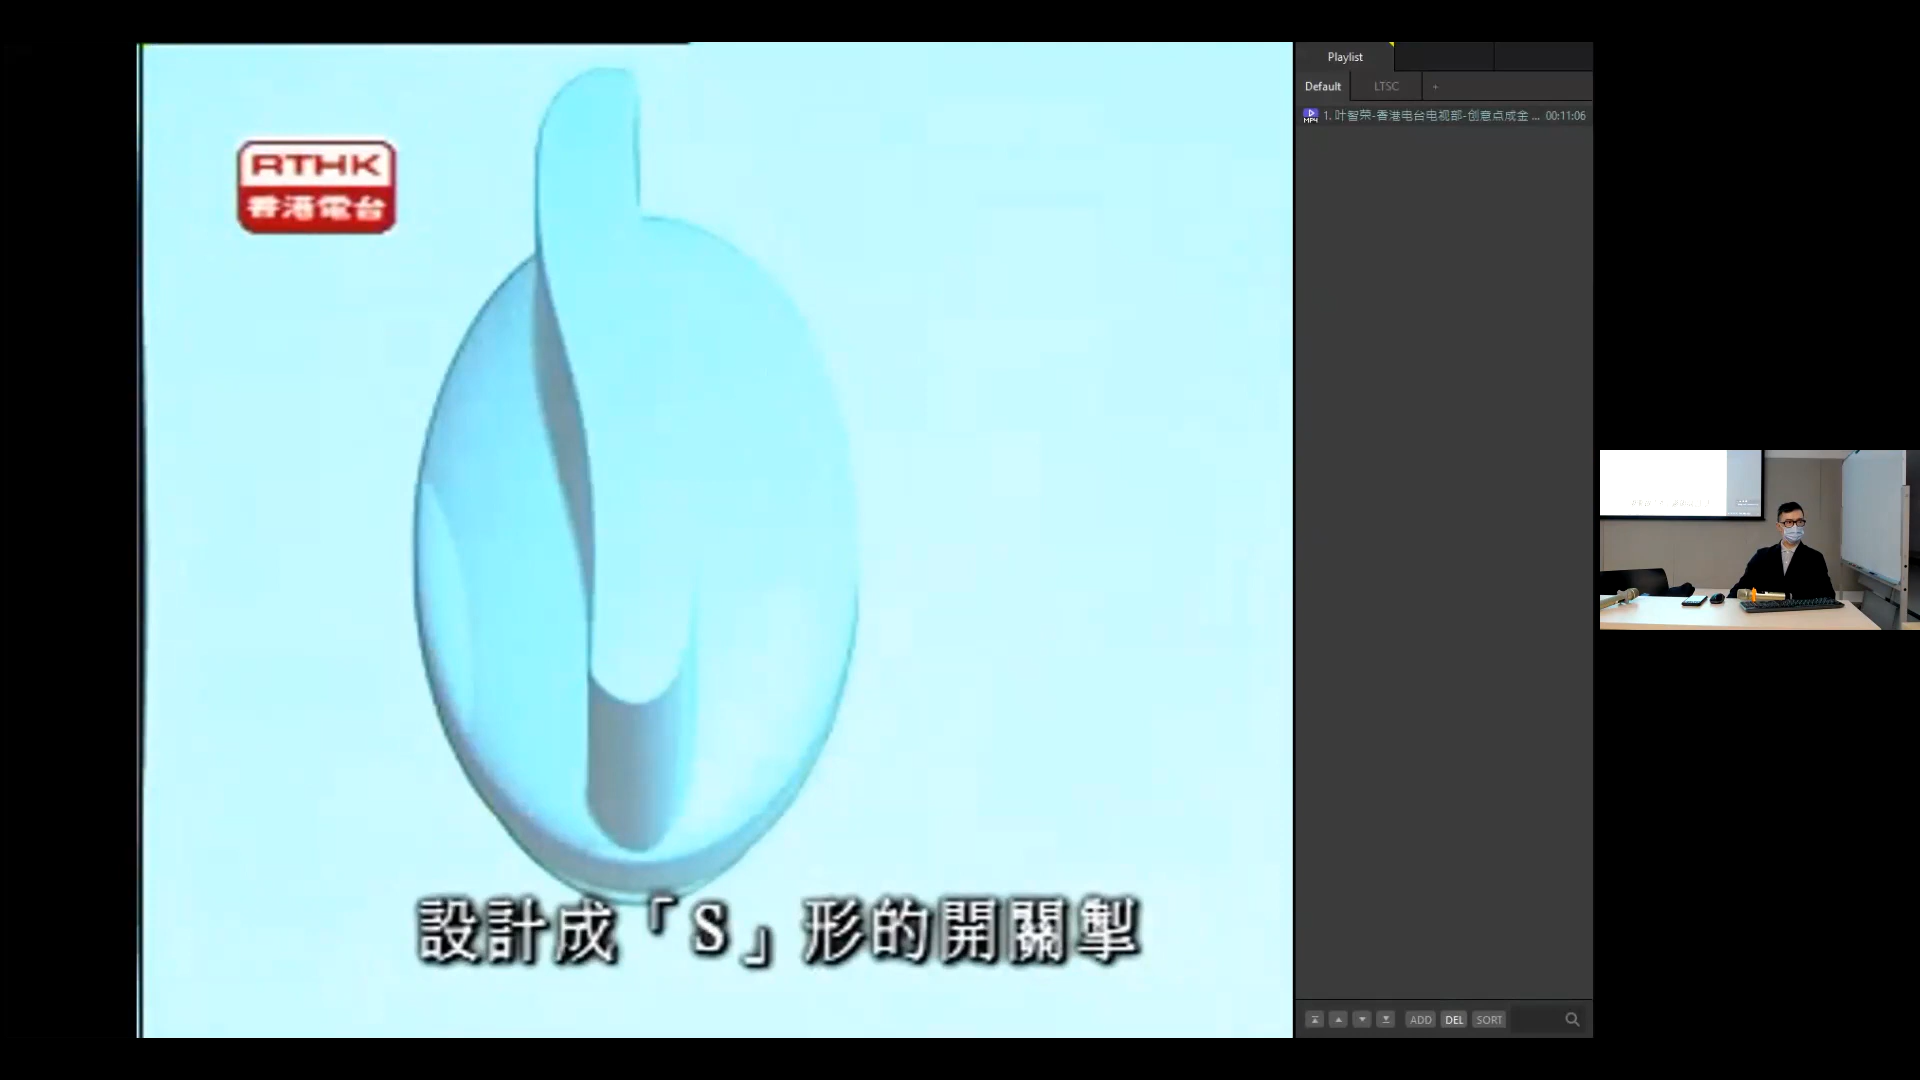 RTHK
香港電台
設計成「S」形的開關掣
Playlist
Default
LTSC
+
MP4
1. 叶智荣-香港电台电视部-创意点成金 ... 00:11:06
ADD
DEL
SORT